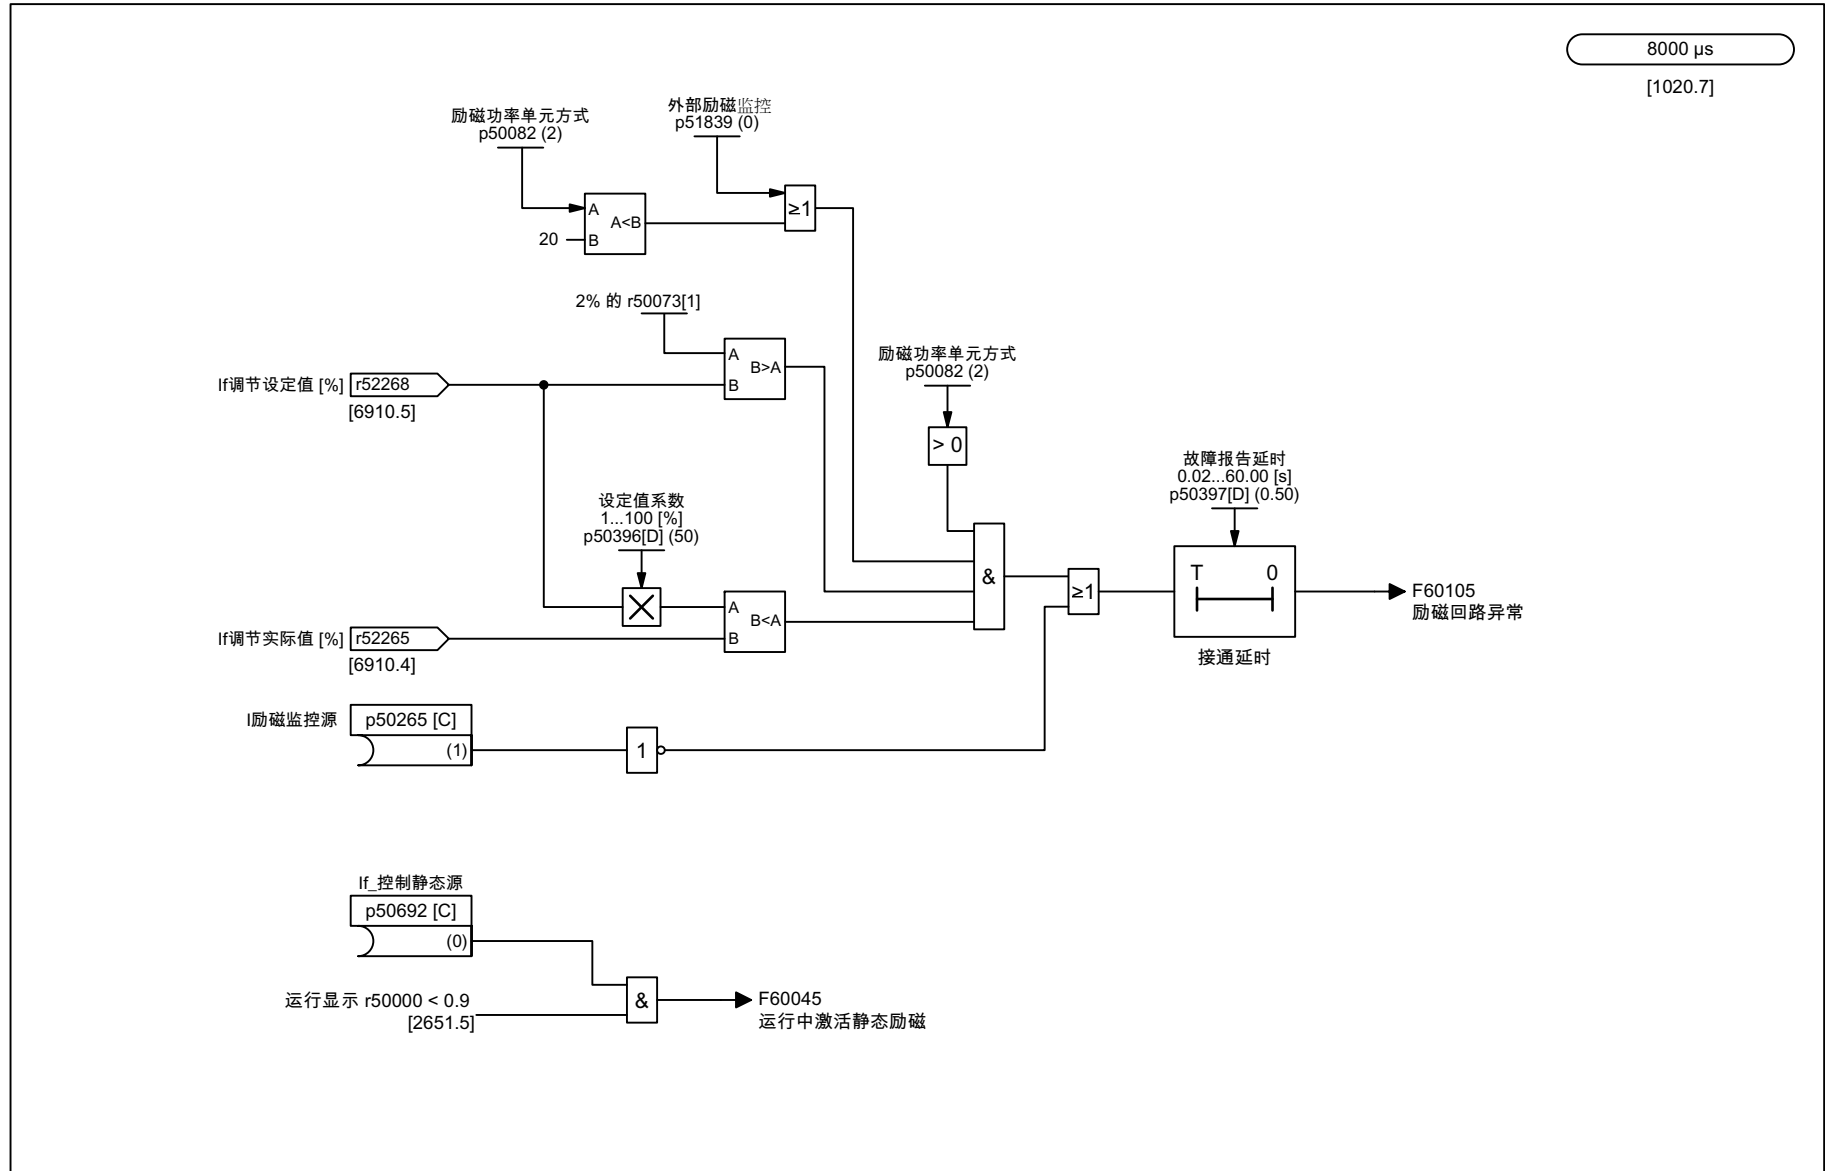 8000 µs
[1020.7]
励磁功率单元方式
p50082 (2)
外部励磁监控
p51839 (0)
A
A<B
20
B
≥1
2% 的 r50073[1]
A
B>A
B
If调节设定值 [%]
r52268
[6910.5]
励磁功率单元方式
p50082 (2)
> 0
设定值系数
1...100 [%]
p50396[D] (50)
A
B<A
B
If调节实际值 [%]
r52265
[6910.4]
&
≥1
故障报告延时
0.02...60.00 [s]
p50397[D] (0.50)
T 0
接通延时
F60105
励磁回路异常
I励磁监控源
p50265 [C]
(1)
1
If_控制静态源
p50692 [C]
(0)
运行显示 r50000 < 0.9
[2651.5]
&
F60045
运行中激活静态励磁